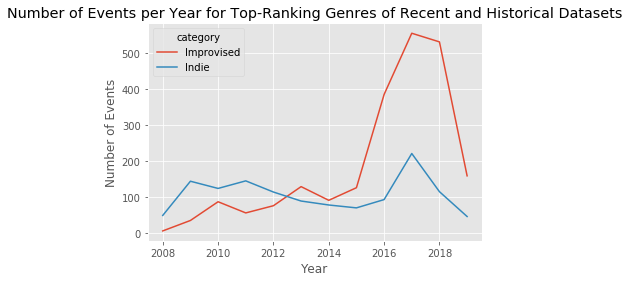 Number of Events per Year for Top-Ranking Genres of Recent and Historical Datasets
category
Improvised
Indie
Number of Events
500
400
300
200
100
0
2008
2010
2012
2014
2016
2018
Year